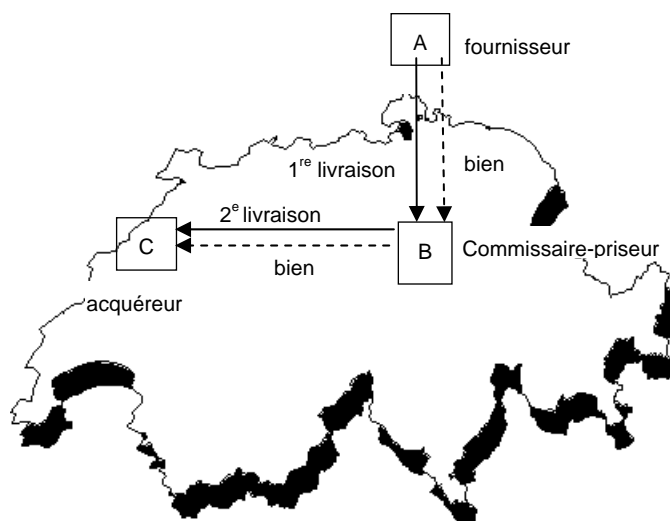 A
fournisseur
1re livraison
bien
2e livraison
C
B
Commissaire-priseur
bien
acquéreur